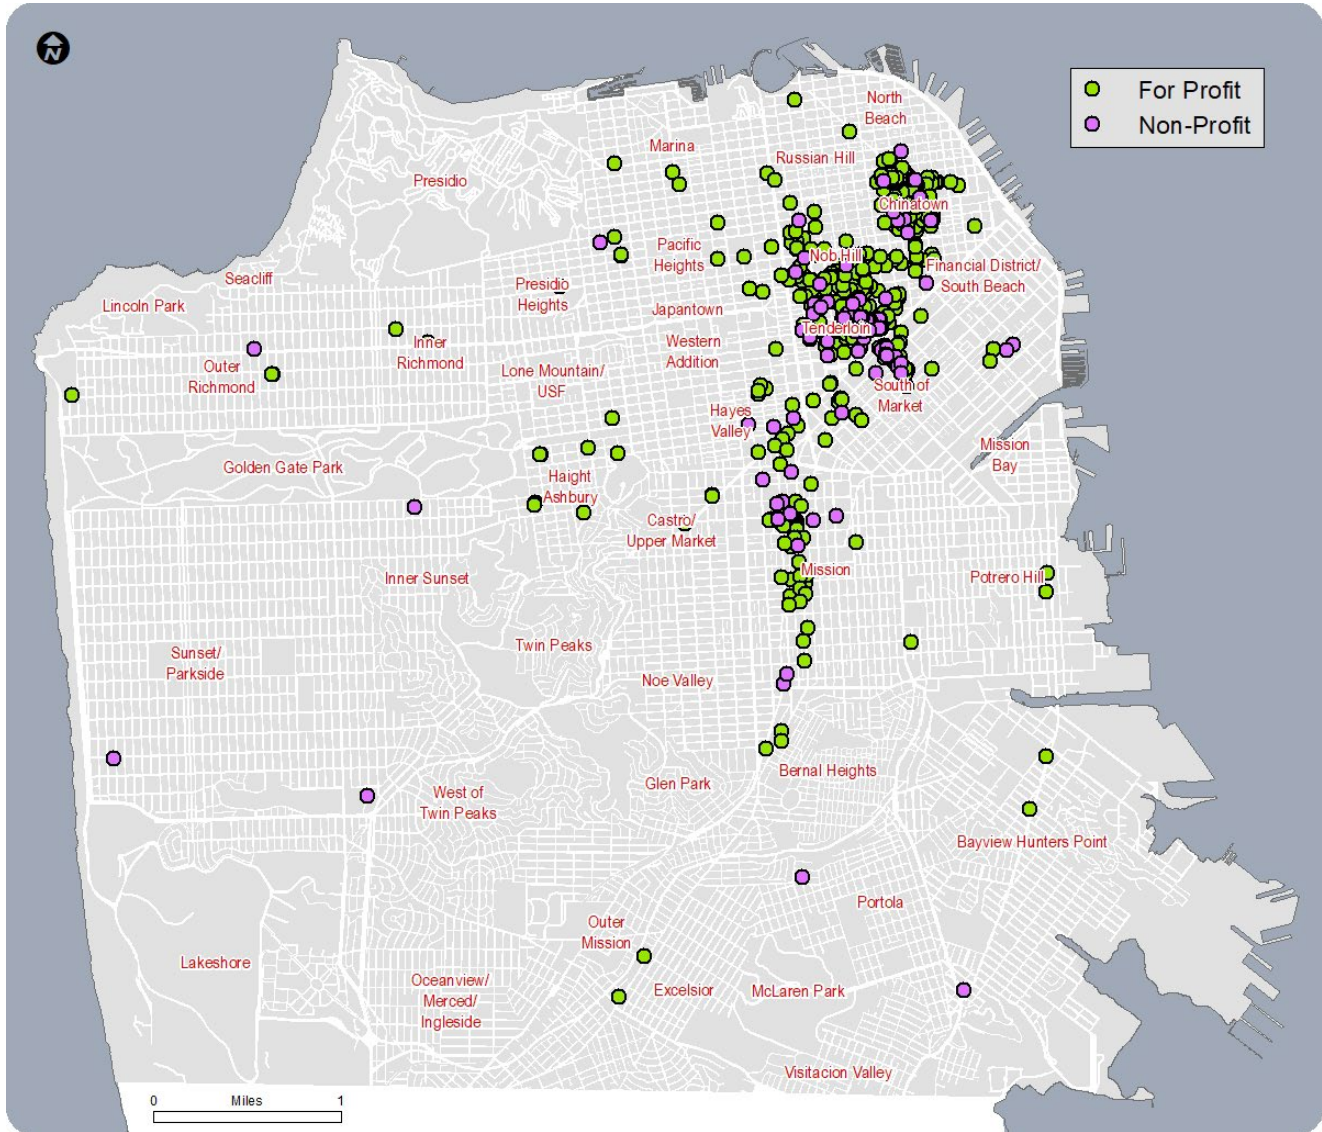 N
For Profit
Non-Profit
North
Beach
Marina
Russian Hill
Presidio
Chinatown
Pacific
Heights
Nob Hill
Financial District/
South Beach
Seacliff
Lincoln Park
Presidio
Heights
Japantown
Tenderloin
Inner
Richmond
Western
Addition
Outer
Richmond
Lone Mountain/
USF
South of
Market
Hayes
Valley
Mission
Bay
Golden Gate Park
Haight
Ashbury
Castro/
Upper Market
Inner Sunset
Mission
Potrero Hill
Sunset/
Parkside
Twin Peaks
Noe Valley
Bernal Heights
Glen Park
West of
Twin Peaks
Bayview Hunters Point
Portola
Outer
Mission
Lakeshore
Oceanview/
Merced/
Ingleside
Excelsior
McLaren Park
Visitacion Valley
0 Miles 1